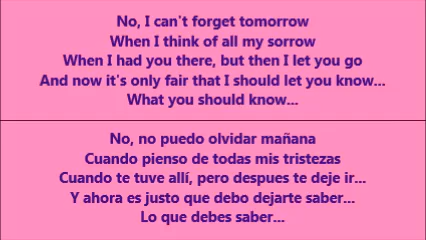 No, I can't forget tomorrow
When I think of all my sorrow
When I had you there, but then I let you go
And now it's only fair that I should let you know...
What you should know...
No, no puedo olvidar mañana
Cuando pienso de todas mis tristezas
Cuando te tuve allí, pero despues te deje ir...
Y ahora es justo que debo dejarte saber...
Lo que debes saber...